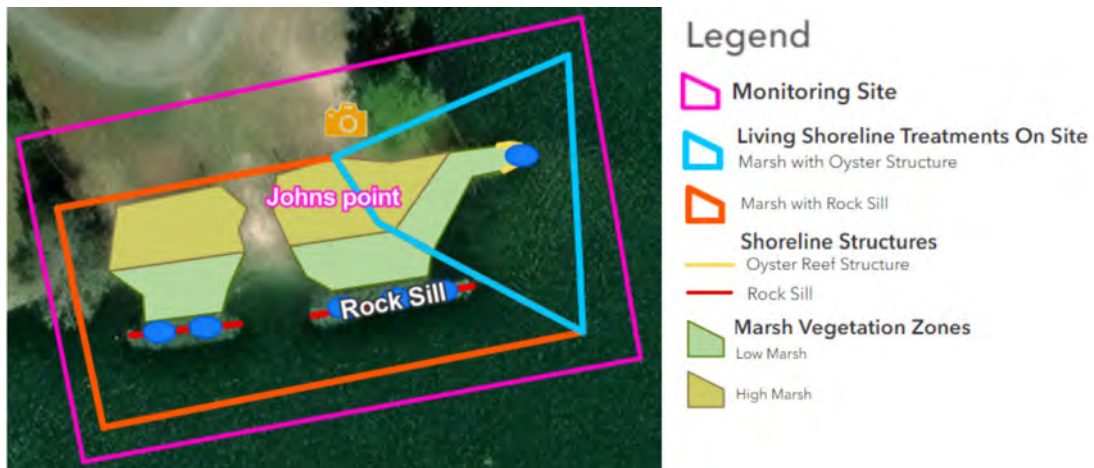 Johns point
Rock Sill
Legend
Monitoring Site
Living Shoreline Treatments On Site
Marsh with Oyster Structure
Marsh with Rock Sill
Shoreline Structures
Oyster Reef Structure
Rock Sill
Marsh Vegetation Zones
Low Marsh
High Marsh